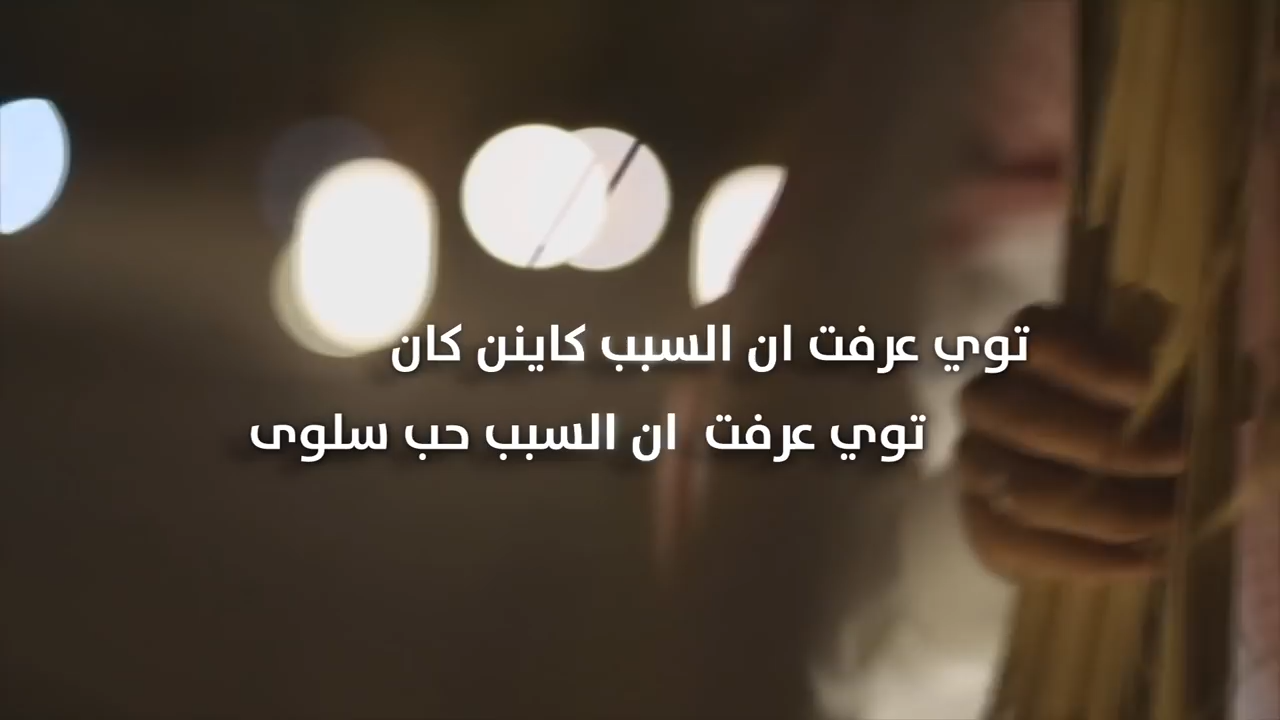 توي عرفت ان السبب كاينن كان
توي عرفت ان السبب حب سلوى